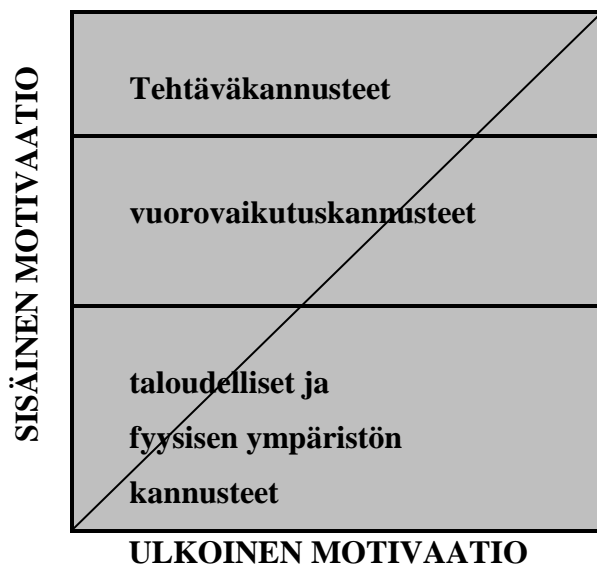 SISÄINEN MOTIVAATIO
Tehtäväkannusteet
vuorovaikutuskannusteet
taloudelliset ja
fyysisen ympäristön
kannusteet
ULKOINEN MOTIVAATIO